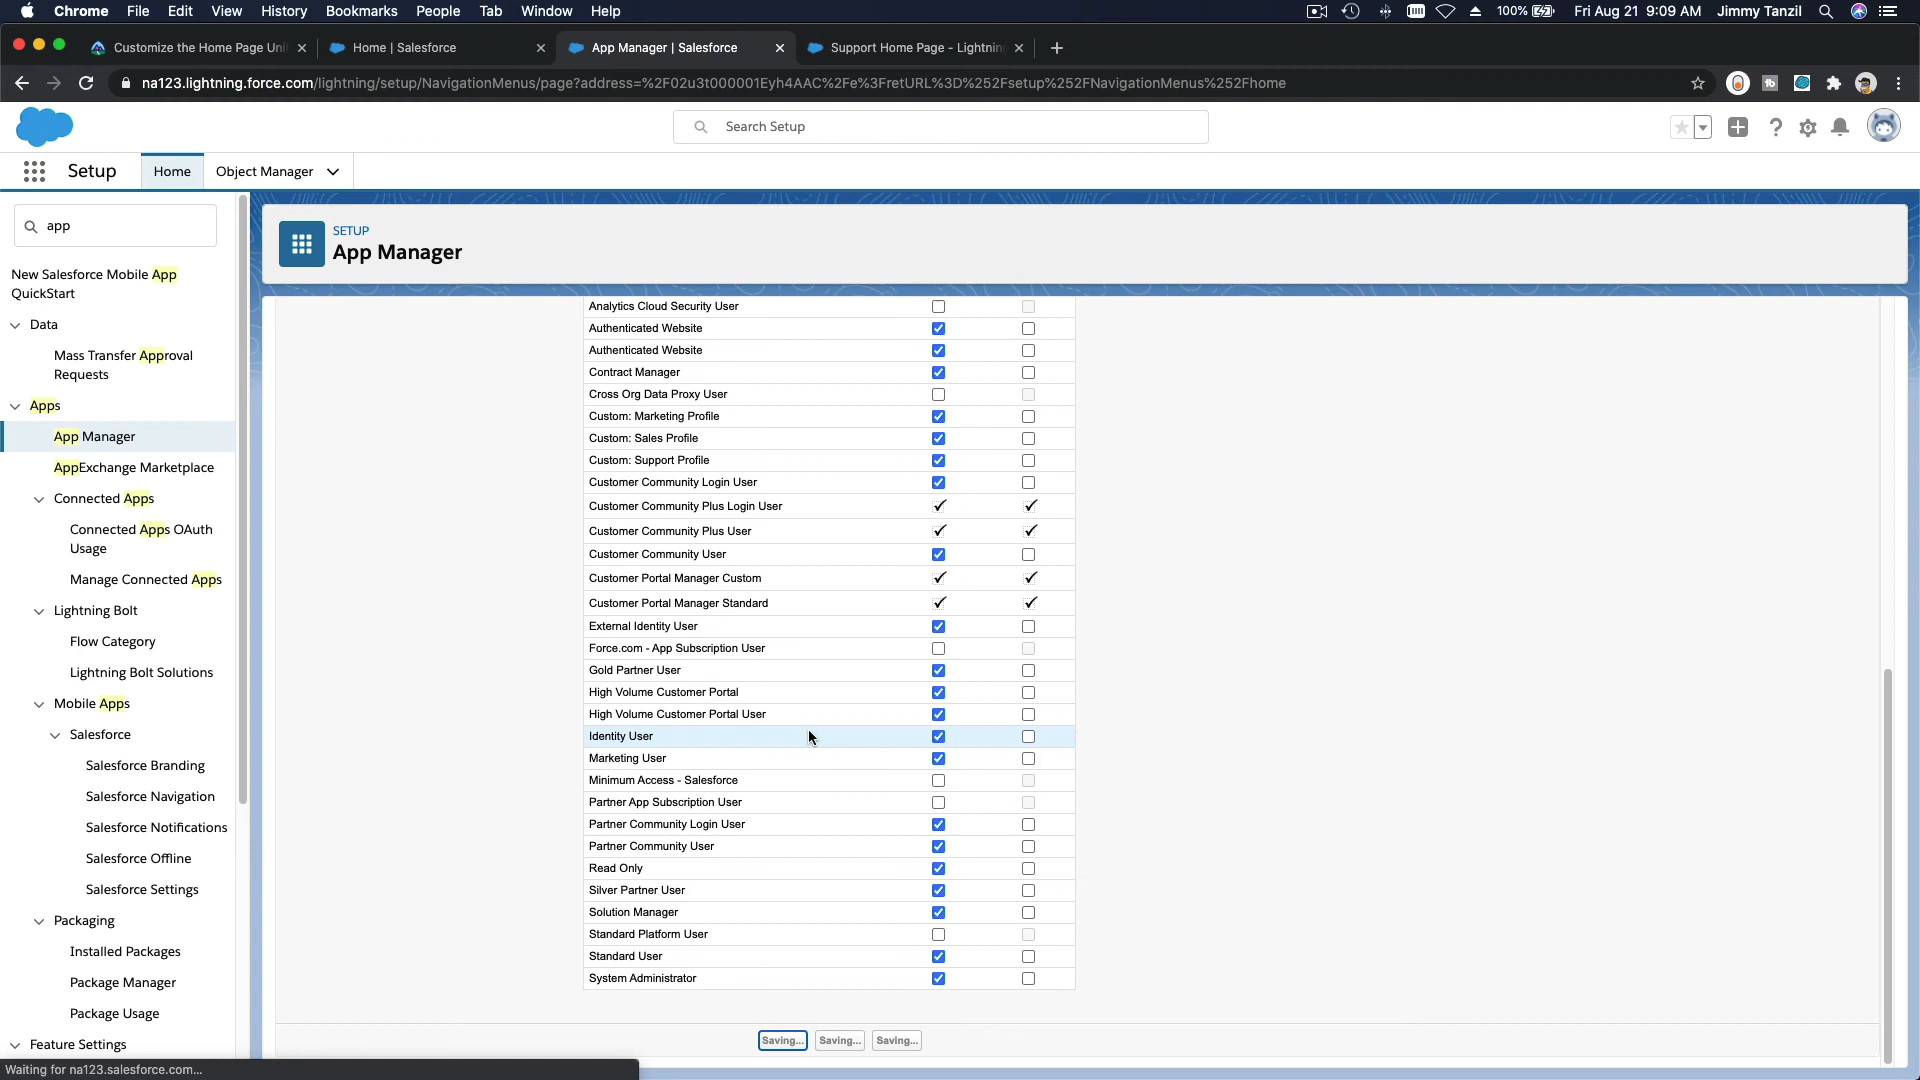 Chrome File Edit View History Bookmarks People Tab Window Help 100% Fri Aug 21 9:09 AM Jimmy Tanzil
Customize the Home Page Uni Home | Salesforce App Manager | Salesforce Support Home Page - Lightnin
na123.lightning.force.com/lightning/setup/NavigationMenus/page?address=%2F02u3t000001Eyh4AAC%2Fe%3FretURL%3D%252Fsetup%252FNavigationMenus%252Fhome
Search Setup
Setup Home Object Manager
app
New Salesforce Mobile App
QuickStart
Data
Mass Transfer Approval
Requests
Apps
App Manager
AppExchange Marketplace
Connected Apps
Connected Apps OAuth
Usage
Manage Connected Apps
Lightning Bolt
Flow Category
Lightning Bolt Solutions
Mobile Apps
Salesforce
Salesforce Branding
Salesforce Navigation
Salesforce Notifications
Salesforce Offline
Salesforce Settings
Packaging
Installed Packages
Package Manager
Package Usage
Feature Settings
SETUP
App Manager
Analytics Cloud Security User
Authenticated Website
Authenticated Website
Contract Manager
Cross Org Data Proxy User
Custom: Marketing Profile
Custom: Sales Profile
Custom: Support Profile
Customer Community Login User
Customer Community Plus Login User
Customer Community Plus User
Customer Community User
Customer Portal Manager Custom
Customer Portal Manager Standard
External Identity User
Force.com - App Subscription User
Gold Partner User
High Volume Customer Portal
High Volume Customer Portal User
Identity User
Marketing User
Minimum Access - Salesforce
Partner App Subscription User
Partner Community Login User
Partner Community User
Read Only
Silver Partner User
Solution Manager
Standard Platform User
Standard User
System Administrator
Saving... Saving... Saving...
Waiting for na123.salesforce.com...